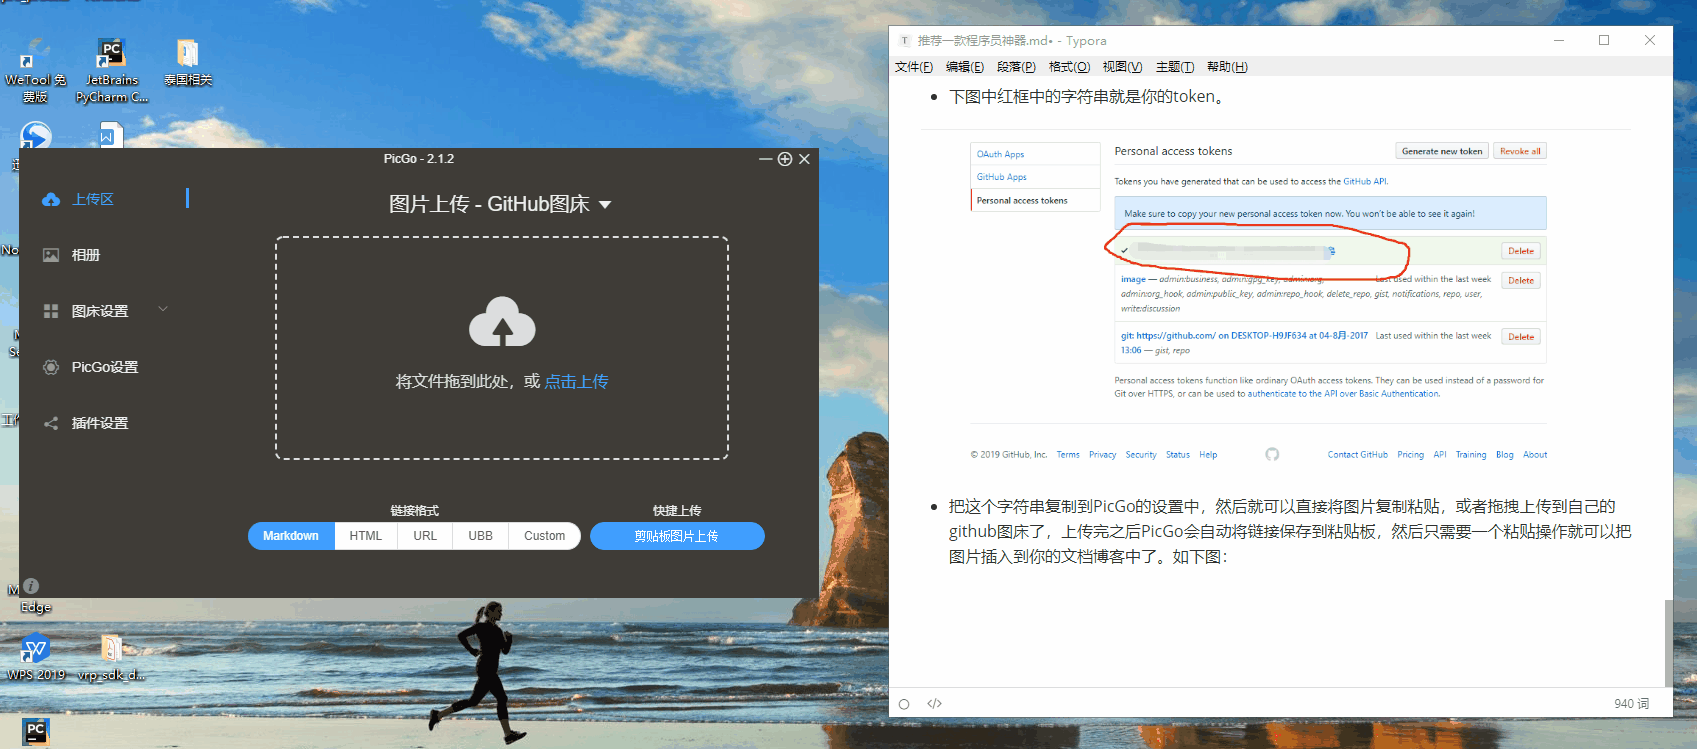 WeTool 免
费版
JetBrains
PyCharm C...
泰国相关
Edge
WPS 2019
vrp_sdk_d...
PicGo - 2.1.2
上传区
相册
图床设置
PicGo设置
插件设置
图片上传 - GitHub图床
将文件拖到此处，或 点击上传
链接格式
快捷上传
Markdown HTML URL UBB Custom
剪贴板图片上传
推荐一款程序员神器.md• - Typora
文件(F) 编辑(E) 段落(P) 格式(O) 视图(V) 主题(T) 帮助(H)
下图中红框中的字符串就是你的token。
OAuth Apps
GitHub Apps
Personal access tokens
Personal access tokens
Generate new token
Revoke all
Tokens you have generated that can be used to access the GitHub API.
Make sure to copy your new personal access token now. You won't be able to see it again!
Delete
image — admin:business, admin:gpg_key, admin:org, Last used within the last week
Delete
admin:org_hook, admin:public_key, admin:repo_hook, delete_repo, gist, notifications, repo, user,
write:discussion
git: https://github.com/ on DESKTOP-H9JF634 at 04-8月-2017 Last used within the last week
Delete
13:06 — gist, repo
Personal access tokens function like ordinary OAuth access tokens. They can be used instead of a password for
Git over HTTPS, or can be used to authenticate to the API over Basic Authentication.
© 2019 GitHub, Inc. Terms Privacy Security Status Help
Contact GitHub Pricing API Training Blog About
把这个字符串复制到PicGo的设置中，然后就可以直接将图片复制粘贴，或者拖拽上传到自己的
github图床了，上传完之后PicGo会自动将链接保存到粘贴板，然后只需要一个粘贴操作就可以把
图片插入到你的文档博客中了。如下图：
940 词